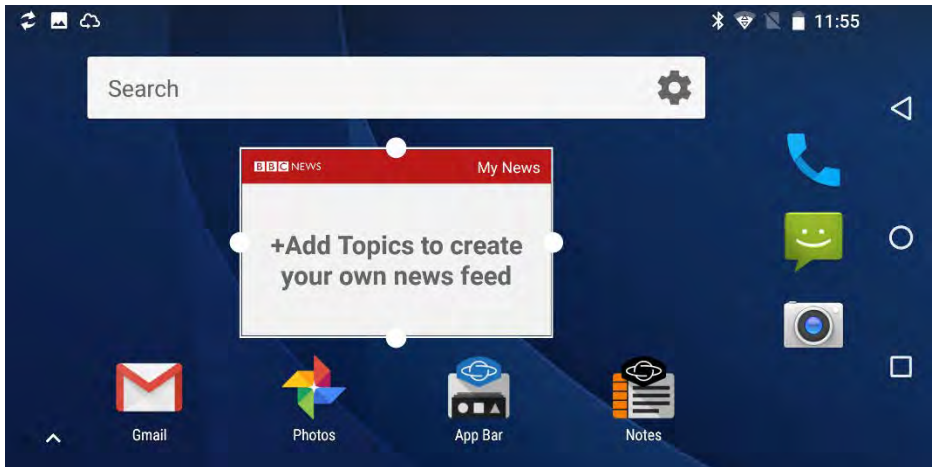 11:55
Search
BBC NEWS My News
+Add Topics to create
your own news feed
Gmail Photos App Bar Notes